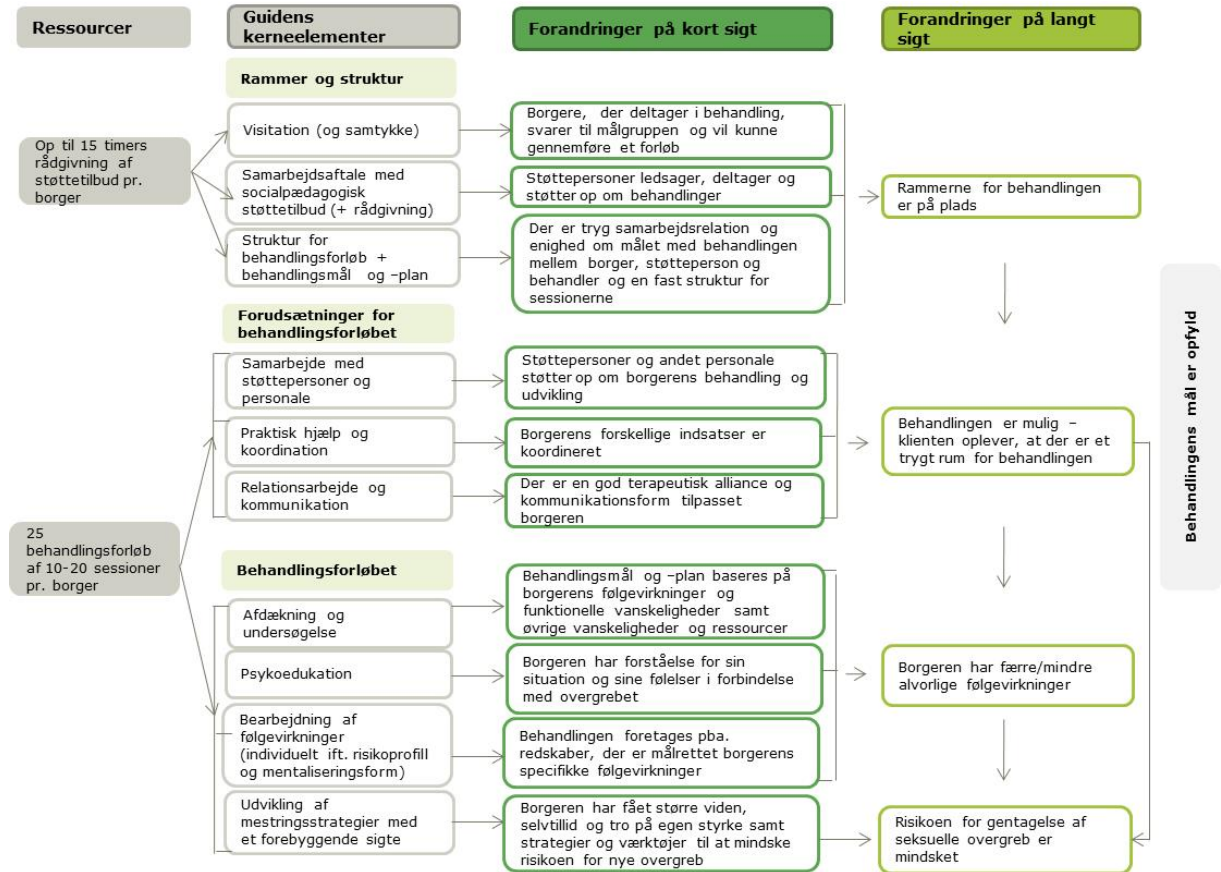 Ressourcer
Guidens
kerneelementer
Forandringer på kort sigt
Forandringer på langt
sigt
Rammer og struktur
Op til 15 timers
rådgivning af
støttetilbud pr.
borger
Visitation (og samtykke)
Borgere, der deltager i behandling,
svarer til målgruppen og vil kunne
gennemføre et forløb
Samarbejdsaftale med
socialpædagogisk
støttetilbud (+ rådgivning)
Støttepersoner ledsager, deltager og
støtter op om behandlinger
Struktur for
behandlingsforløb +
behandlingsmål og –plan
Der er tryg samarbejdsrelation og
enighed om målet med behandlingen
mellem borger, støtteperson og
behandler og en fast struktur for
sessionerne
Rammerne for behandlingen
er på plads
Forudsætninger for
behandlingsforløbet
25
behandlingsforløb
af 10-20 sessioner
pr. borger
Samarbejde med
støttepersoner og
personale
Støttepersoner og andet personale
støtter op om borgerens behandling og
udvikling
Praktisk hjælp og
koordination
Borgerens forskellige indsatser er
koordineret
Relationsarbejde og
kommunikation
Der er en god terapeutisk alliance og
kommunikationsform tilpasset
borgeren
Behandlingen er mulig –
klienten oplever, at der er et
trygt rum for behandlingen
Behandlingsforløbet
Afdækning og
undersøgelse
Behandlingsmål og –plan baseres på
borgerens følgevirkninger og
funktionelle vanskeligheder samt
øvrige vanskeligheder og ressourcer
Psykoedukation
Borgeren har forståelse for sin
situation og sine følelser i forbindelse
med overgrebet
Bearbejdning af
følgevirkninger
(individuelt ift. risikoprofill
og mentaliseringsform)
Behandlingen foretages pba.
redskaber, der er målrettet borgerens
specifikke følgevirkninger
Borgeren har færre/mindre
alvorlige følgevirkninger
Udvikling af
mestringsstrategier med
et forebyggende sigte
Borgeren har fået større viden,
selvtillid og tro på egen styrke samt
strategier og værktøjer til at mindske
risikoen for nye overgreb
Risikoen for gentagelse af
seksuelle overgreb er
mindsket
Behandlingens mål er opfyld